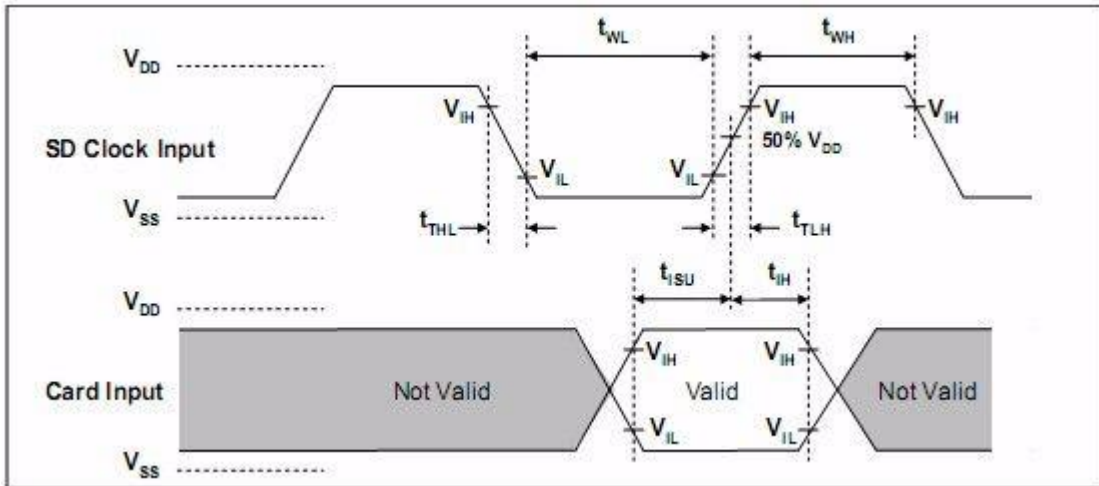 t_WL t_WH
V_DD
V_IH V_IH V_IH
50% V_DD
SD Clock Input
V_IL V_IL
V_SS
t_THL t_TLH
t_ISU t_IH
V_DD
V_IH V_IH
Card Input Not Valid Valid Not Valid
V_IL V_IL
V_SS